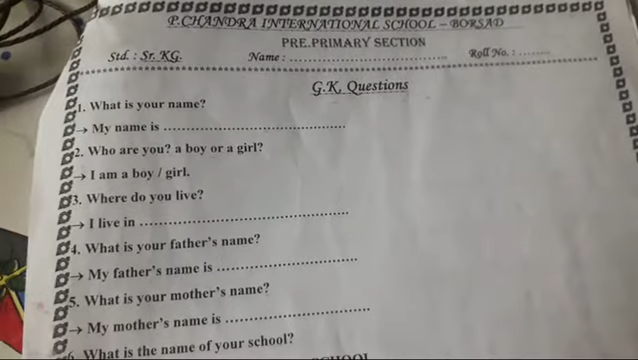 P.CHANDRA INTERNATIONAL SCHOOL – BORSAD
PRE.PRIMARY SECTION
Std. : Sr. KG. Name : ........................................ Roll No. : ........
G.K. Questions
1. What is your name?
→ My name is ..............................................
2. Who are you? a boy or a girl?
→ I am a boy / girl.
3. Where do you live?
→ I live in ....................................................
4. What is your father's name?
→ My father's name is ...................................
5. What is your mother's name?
→ My mother's name is ...................................
6. What is the name of your school?
SCHOOL